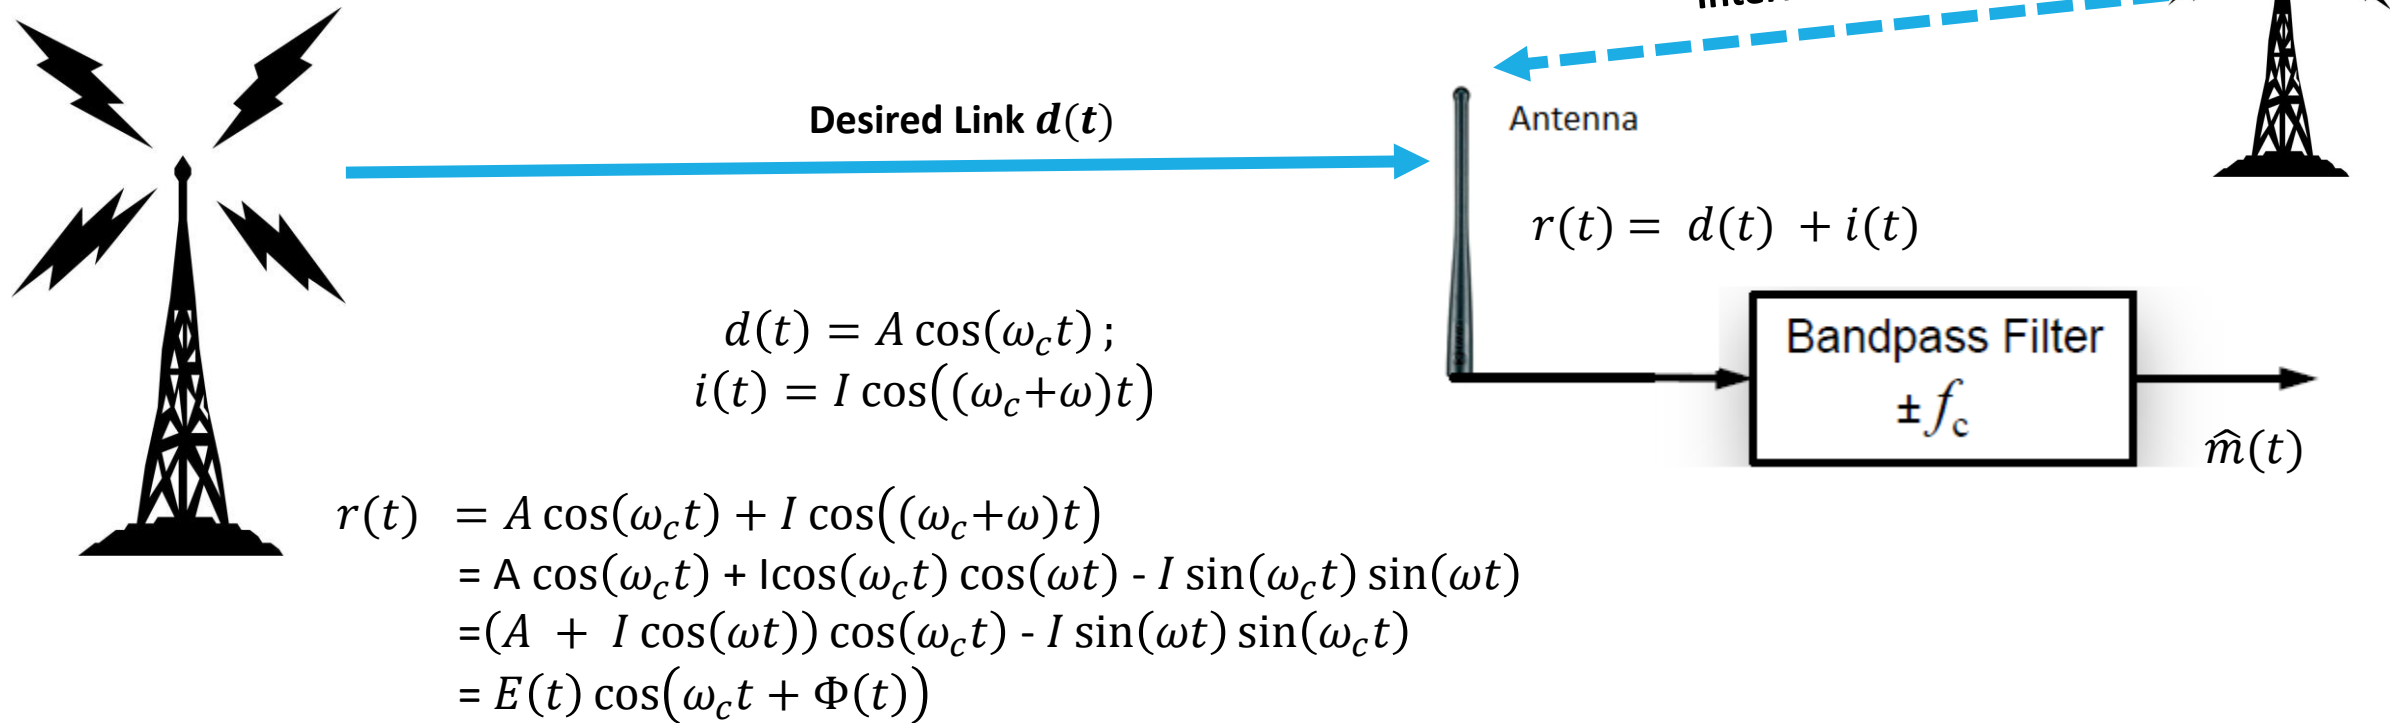 Desired Link d(t)
Antenna
r(t) = d(t) + i(t)
d(t) = A cos(ω_c t) ;
i(t) = I cos((ω_c+ω)t)
Bandpass Filter
± f_c
m̂(t)
r(t) = A cos(ω_c t) + I cos((ω_c+ω)t)
= A cos(ω_c t) + Icos(ω_c t) cos(ωt) - I sin(ω_c t) sin(ωt)
=(A + I cos(ωt)) cos(ω_c t) - I sin(ωt) sin(ω_c t)
= E(t) cos(ω_c t + Φ(t))